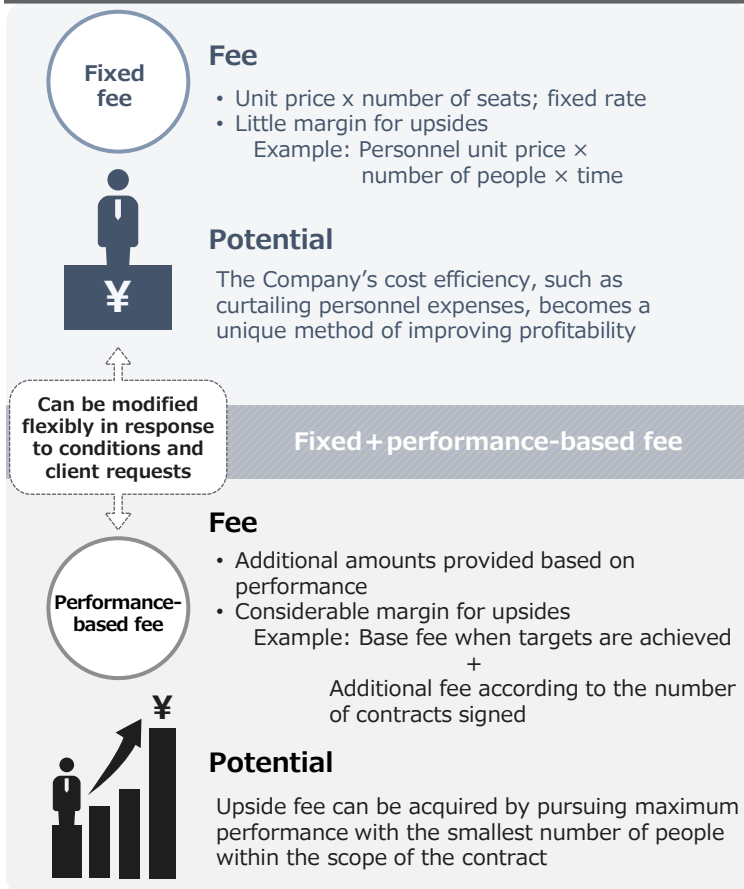 Fixed
fee
Fee
• Unit price x number of seats; fixed rate
• Little margin for upsides
Example: Personnel unit price ×
number of people × time
¥
Potential
The Company’s cost efficiency, such as
curtailing personnel expenses, becomes a
unique method of improving profitability
Can be modified
flexibly in response
to conditions and
client requests
Fixed+performance-based fee
Performance-
based fee
Fee
• Additional amounts provided based on
performance
• Considerable margin for upsides
Example: Base fee when targets are achieved
+
Additional fee according to the number
of contracts signed
¥
Potential
Upside fee can be acquired by pursuing maximum
performance with the smallest number of people
within the scope of the contract